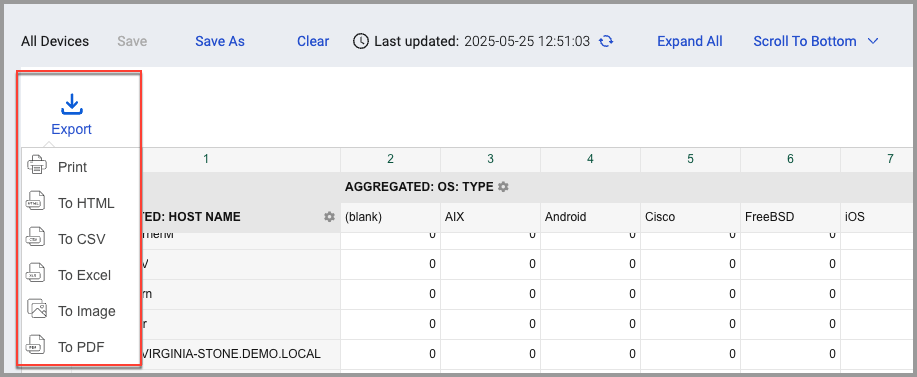 All Devices Save Save As Clear Last updated: 2025-05-25 12:51:03 Expand All Scroll To Bottom
Export
1 2 3 4 5 6 7
AGGREGATED: OS: TYPE
TED: HOST NAME (blank) AIX Android Cisco FreeBSD iOS
0 0 0 0 0
V 0 0 0 0 0
rn 0 0 0 0 0
r 0 0 0 0 0
VIRGINIA-STONE.DEMO.LOCAL 0 0 0 0 0
Print
To HTML
To CSV
To Excel
To Image
To PDF